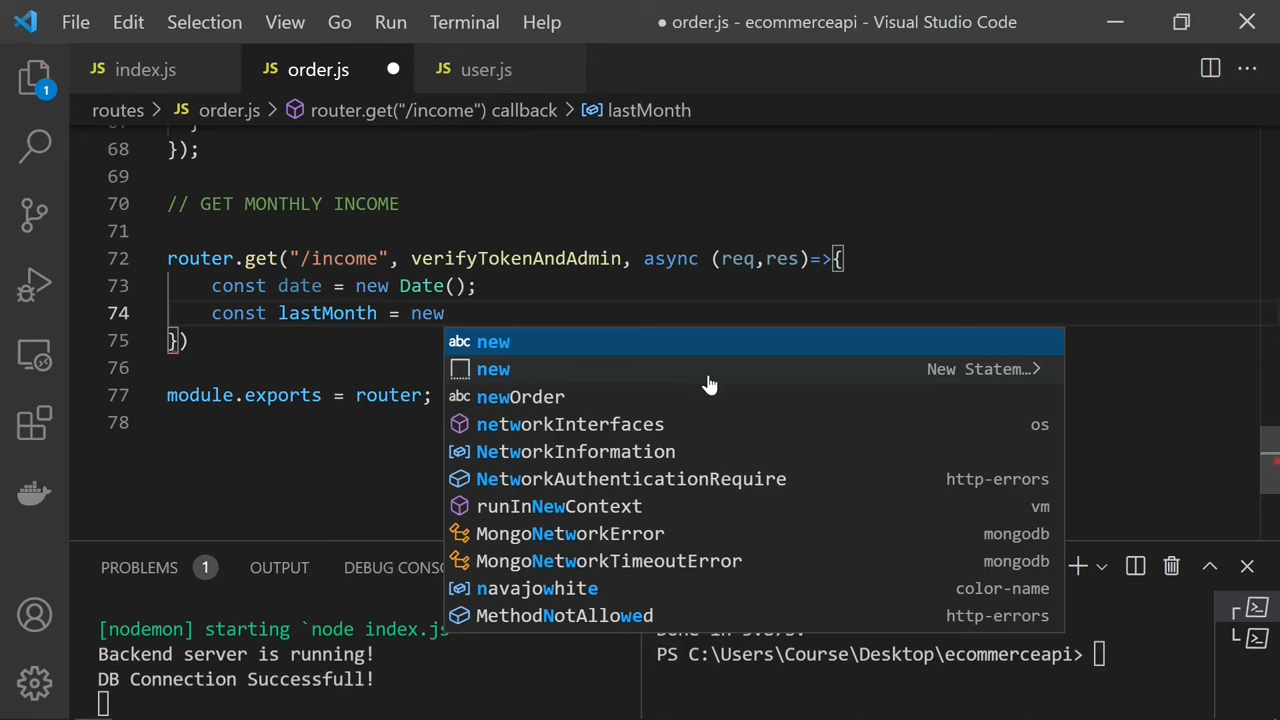 File Edit Selection View Go Run Terminal Help ● order.js - ecommerceapi - Visual Studio Code
JS index.js JS order.js JS user.js
1
routes > JS order.js > router.get("/income") callback > lastMonth
68 });
69
70 // GET MONTHLY INCOME
71
72 router.get("/income", verifyTokenAndAdmin, async (req,res)=>{
73 const date = new Date();
74 const lastMonth = new
75 })
76
77 module.exports = router;
78
abc new
new New Statem...>
abc newOrder
networkInterfaces os
NetworkInformation
NetworkAuthenticationRequire http-errors
runInNewContext vm
MongoNetworkError mongodb
MongoNetworkTimeoutError mongodb
navajowhite color-name
MethodNotAllowed http-errors
PROBLEMS 1 OUTPUT DEBUG CONS
[nodemon] starting `node index.js
Backend server is running!
DB Connection Successfull!
PS C:\Users\Course\Desktop\ecommerceapi>